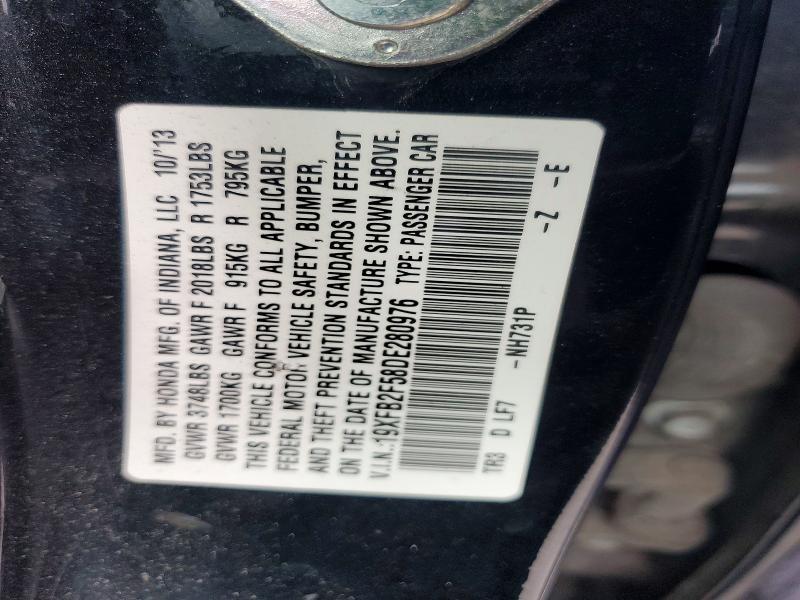 MFD. BY HONDA MFG. OF INDIANA, LLC 10/'13
GVWR 3748LBS GAWR F 2018LBS R 1753LBS
GVWR 1700KG GAWR F 915KG R 795KG
THIS VEHICLE CONFORMS TO ALL APPLICABLE
FEDERAL MOTOR VEHICLE SAFETY, BUMPER,
AND THEFT PREVENTION STANDARDS IN EFFECT
ON THE DATE OF MANUFACTURE SHOWN ABOVE.
V.I.N.:19XFB2F58DE280976 TYPE: PASSENGER CAR
TR3 D LF7 -NH731P -Z -E